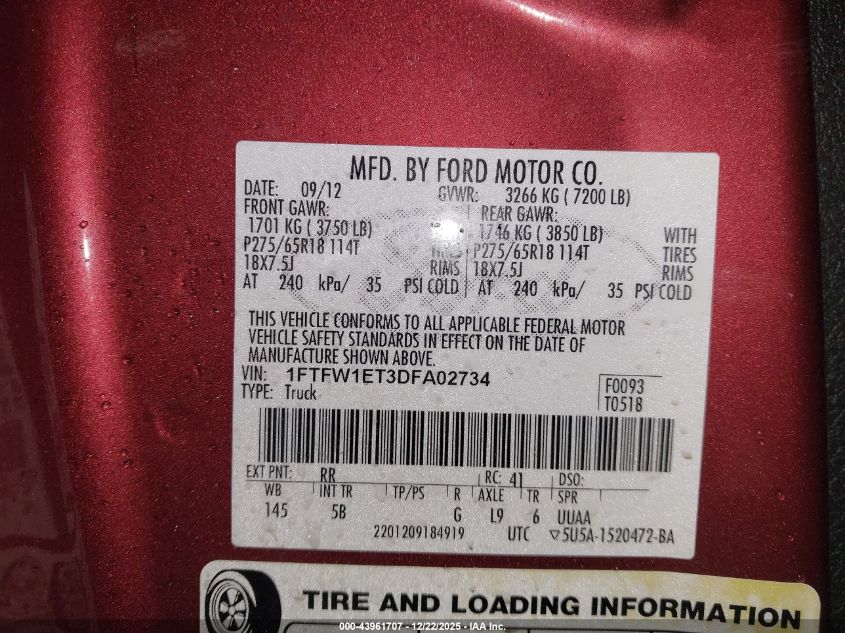 MFD. BY FORD MOTOR CO.
DATE: 09/12 GVWR: 3266 KG ( 7200 LB)
FRONT GAWR: REAR GAWR:
1701 KG ( 3750 LB) 1746 KG ( 3850 LB) WITH
P275/65R18 114T P275/65R18 114T TIRES
18X7.5J RIMS 18X7.5J RIMS
AT 240 kPa/ 35 PSI COLD AT 240 kPa/ 35 PSI COLD
THIS VEHICLE CONFORMS TO ALL APPLICABLE FEDERAL MOTOR
VEHICLE SAFETY STANDARDS IN EFFECT ON THE DATE OF
MANUFACTURE SHOWN ABOVE.
VIN: 1FTFW1ET3DFA02734 F0093
TYPE: Truck T0518
EXT PNT: RR RC: 41 DSO:
WB INT TR TP/PS R AXLE TR SPR
145 5B G L9 6 UUAA
2201209184919 UTC ▽5U5A-1520472-BA
TIRE AND LOADING INFORMATION
000-43961707 - 12/22/2025 - IAA Inc.